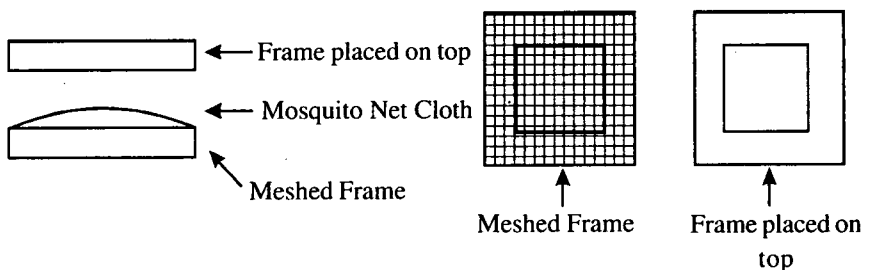 Frame placed on top
Mosquito Net Cloth
Meshed Frame
Meshed Frame
Frame placed on
top